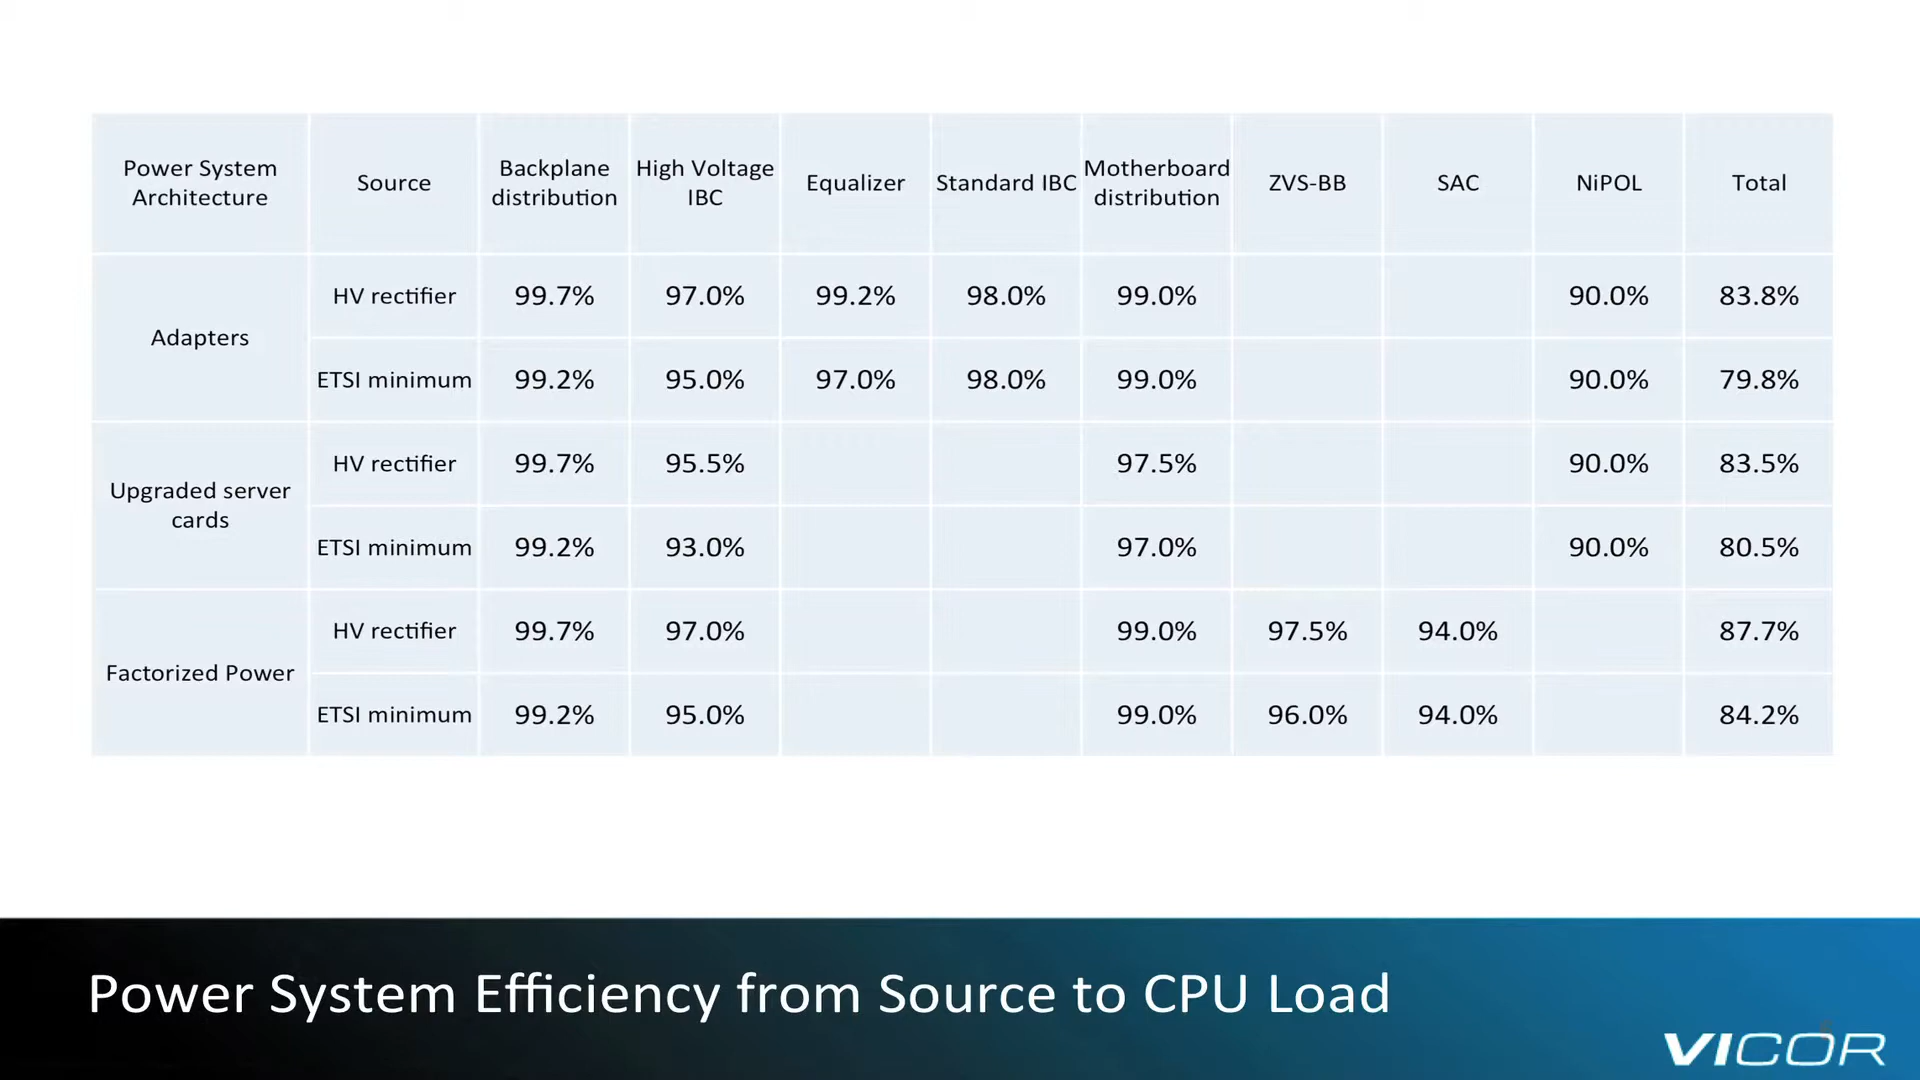 Power System Architecture | Source | Backplane distribution | High Voltage IBC | Equalizer | Standard IBC | Motherboard distribution | ZVS-BB | SAC | NiPOL | Total
Adapters | HV rectifier | 99.7% | 97.0% | 99.2% | 98.0% | 99.0% | | | 90.0% | 83.8%
ETSI minimum | 99.2% | 95.0% | 97.0% | 98.0% | 99.0% | | | 90.0% | 79.8%
Upgraded server cards | HV rectifier | 99.7% | 95.5% | | | 97.5% | | | 90.0% | 83.5%
ETSI minimum | 99.2% | 93.0% | | | 97.0% | | | 90.0% | 80.5%
Factorized Power | HV rectifier | 99.7% | 97.0% | | | 99.0% | 97.5% | 94.0% | | 87.7%
ETSI minimum | 99.2% | 95.0% | | | 99.0% | 96.0% | 94.0% | | 84.2%
Power System Efficiency from Source to CPU Load
VICOR